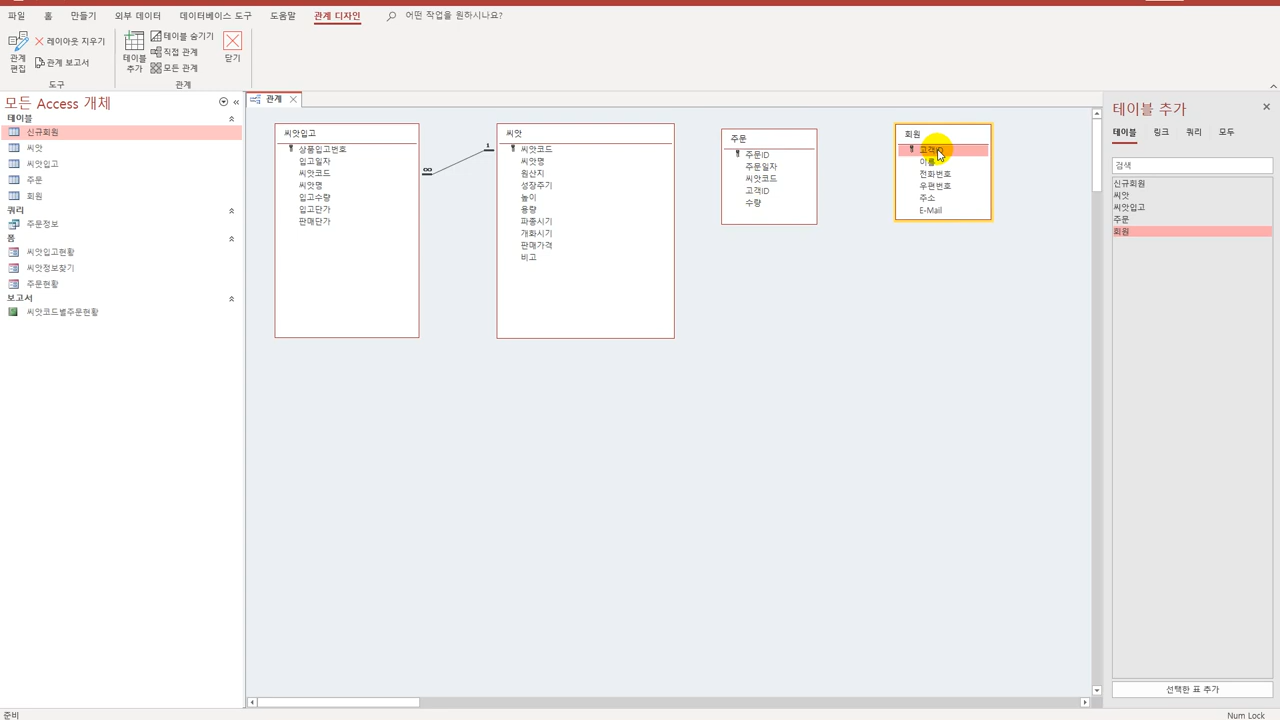 파일 홈 만들기 외부 데이터 데이터베이스 도구 도움말 관계 디자인 어떤 작업을 원하시나요?
관계 편집
레이아웃 지우기
관계 보고서
도구
테이블 추가
테이블 숨기기
직접 관계
모든 관계
관계
닫기
모든 Access 개체
테이블
신규회원
씨앗
씨앗입고
주문
회원
쿼리
주문정보
폼
씨앗입고현황
씨앗정보찾기
주문현황
보고서
씨앗코드별주문현황
관계
씨앗입고
상품입고번호
입고일자
씨앗코드
씨앗명
입고수량
입고단가
판매단가
∞
1
씨앗
씨앗코드
씨앗명
원산지
성장주기
높이
용량
파종시기
개화시기
판매가격
비고
주문
주문ID
주문일자
씨앗코드
고객ID
수량
회원
고객ID
이름
전화번호
우편번호
주소
E-Mail
테이블 추가
테이블 링크 쿼리 모두
검색
신규회원
씨앗
씨앗입고
주문
회원
선택한 표 추가
준비
Num Lock